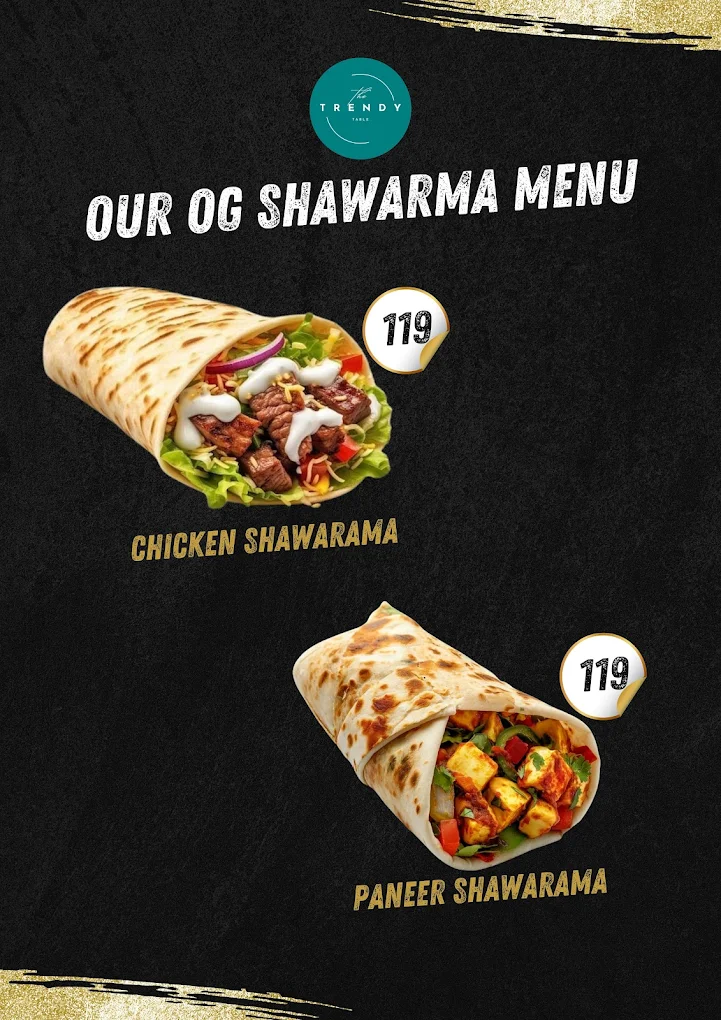 the
TRENDY
TABLE.
OUR OG SHAWARMA MENU
119
CHICKEN SHAWARAMA
119
PANEER SHAWARAMA